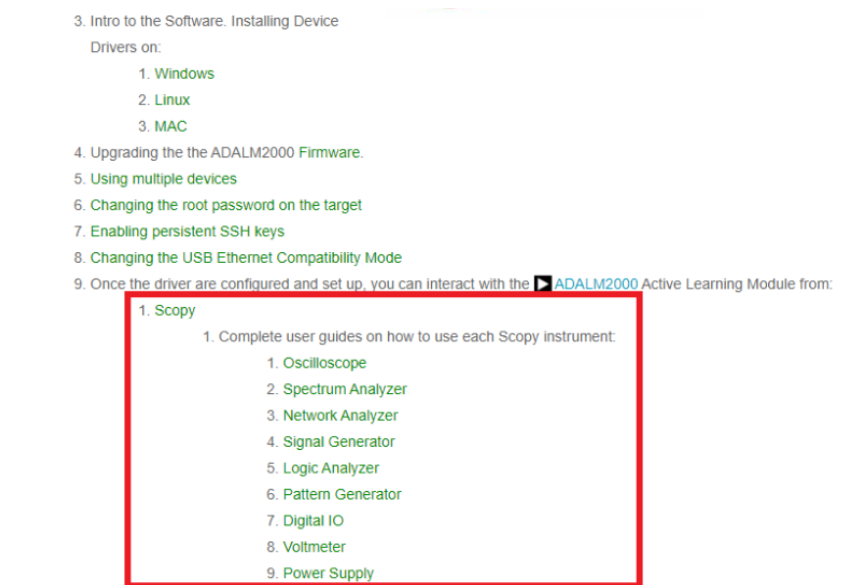 3. Intro to the Software. Installing Device
Drivers on:
1. Windows
2. Linux
3. MAC
4. Upgrading the the ADALM2000 Firmware.
5. Using multiple devices
6. Changing the root password on the target
7. Enabling persistent SSH keys
8. Changing the USB Ethernet Compatibility Mode
9. Once the driver are configured and set up, you can interact with the ADALM2000 Active Learning Module from:
1. Scopy
1. Complete user guides on how to use each Scopy instrument:
1. Oscilloscope
2. Spectrum Analyzer
3. Network Analyzer
4. Signal Generator
5. Logic Analyzer
6. Pattern Generator
7. Digital IO
8. Voltmeter
9. Power Supply